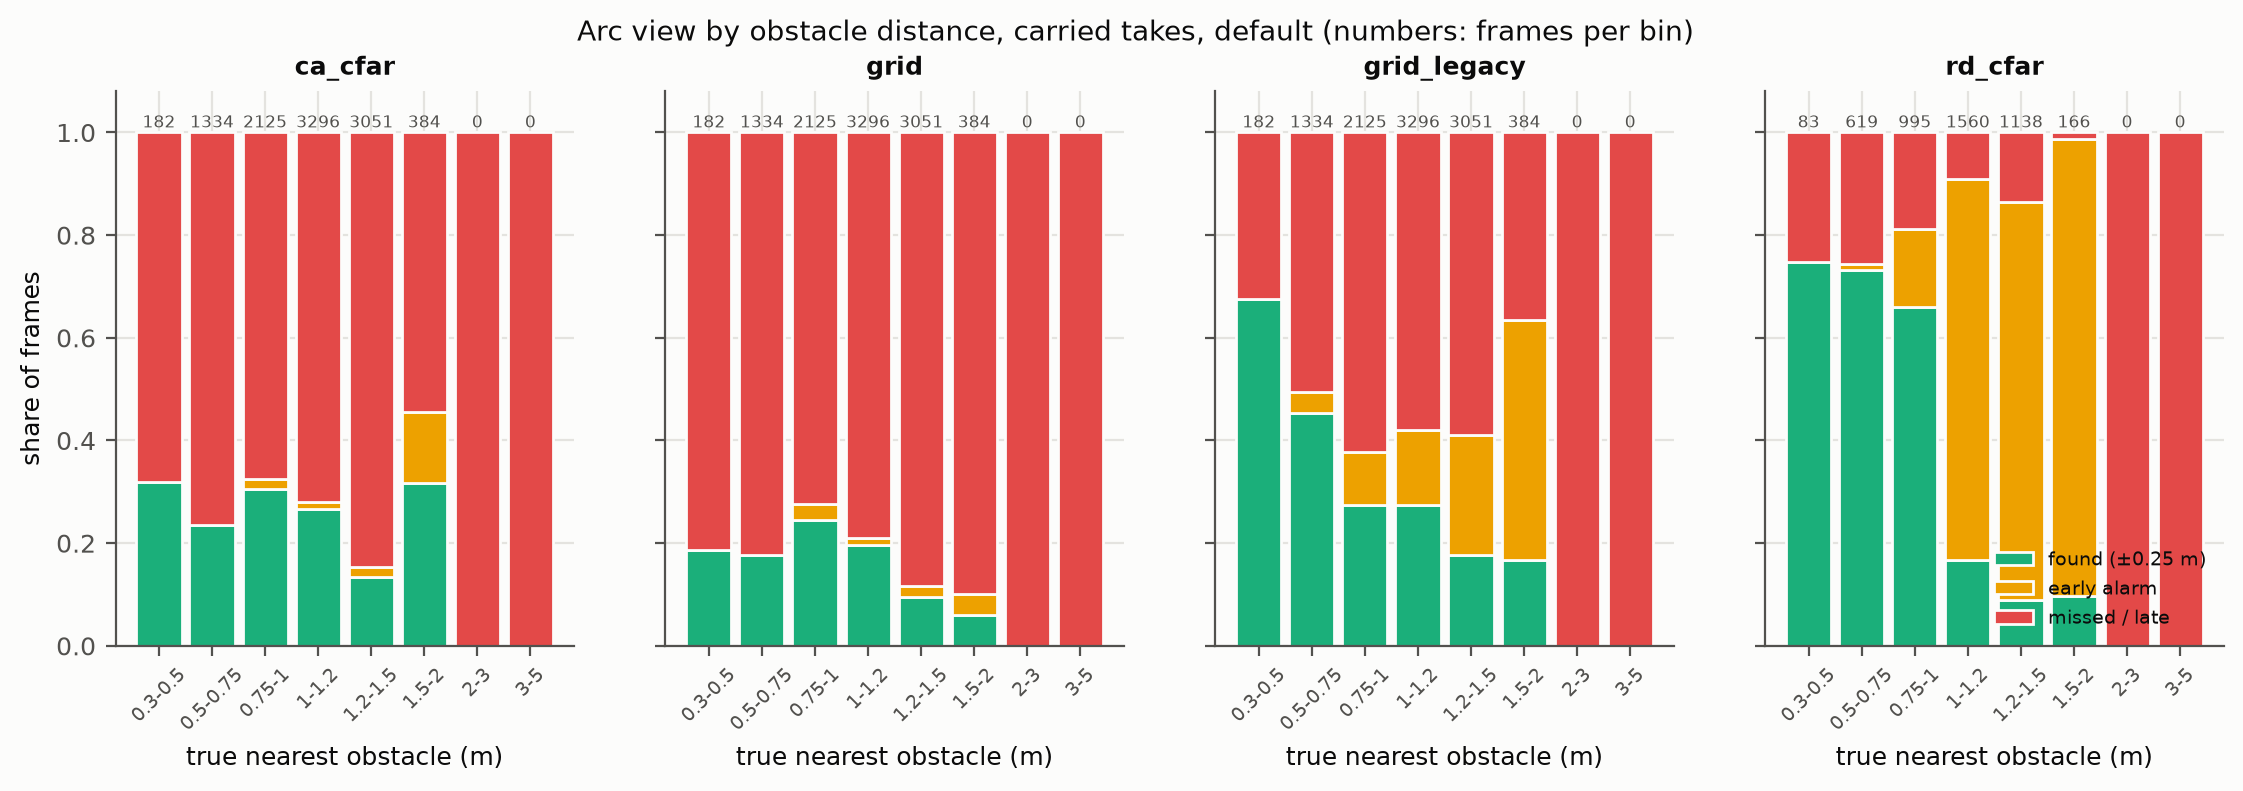 Arc view by obstacle distance, carried takes, default (numbers: frames per bin)
ca_cfar grid grid_legacy rd_cfar
182 1334 2125 3296 3051 384 0 0
182 1334 2125 3296 3051 384 0 0
182 1334 2125 3296 3051 384 0 0
83 619 995 1560 1138 166 0 0
share of frames
1.0
0.8
0.6
0.4
0.2
0.0
found (±0.25 m)
early alarm
missed / late
0.3-0.5 0.5-0.75 0.75-1 1-1.2 1.2-1.5 1.5-2 2-3 3-5
0.3-0.5 0.5-0.75 0.75-1 1-1.2 1.2-1.5 1.5-2 2-3 3-5
0.3-0.5 0.5-0.75 0.75-1 1-1.2 1.2-1.5 1.5-2 2-3 3-5
0.3-0.5 0.5-0.75 0.75-1 1-1.2 1.2-1.5 1.5-2 2-3 3-5
true nearest obstacle (m)
true nearest obstacle (m)
true nearest obstacle (m)
true nearest obstacle (m)